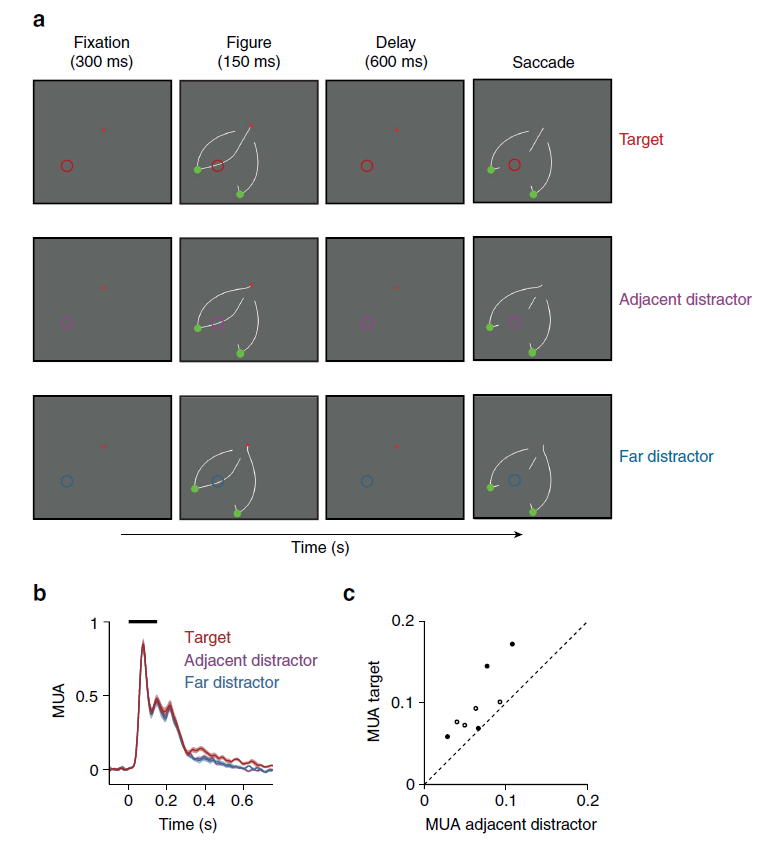 a
Fixation
(300 ms)
Figure
(150 ms)
Delay
(600 ms)
Saccade
Target
Adjacent distractor
Far distractor
Time (s)
b
1
0.5
0
MUA
Target
Adjacent distractor
Far distractor
0 0.2 0.4 0.6
Time (s)
c
0.2
0.1
0
MUA target
0 0.1 0.2
MUA adjacent distractor